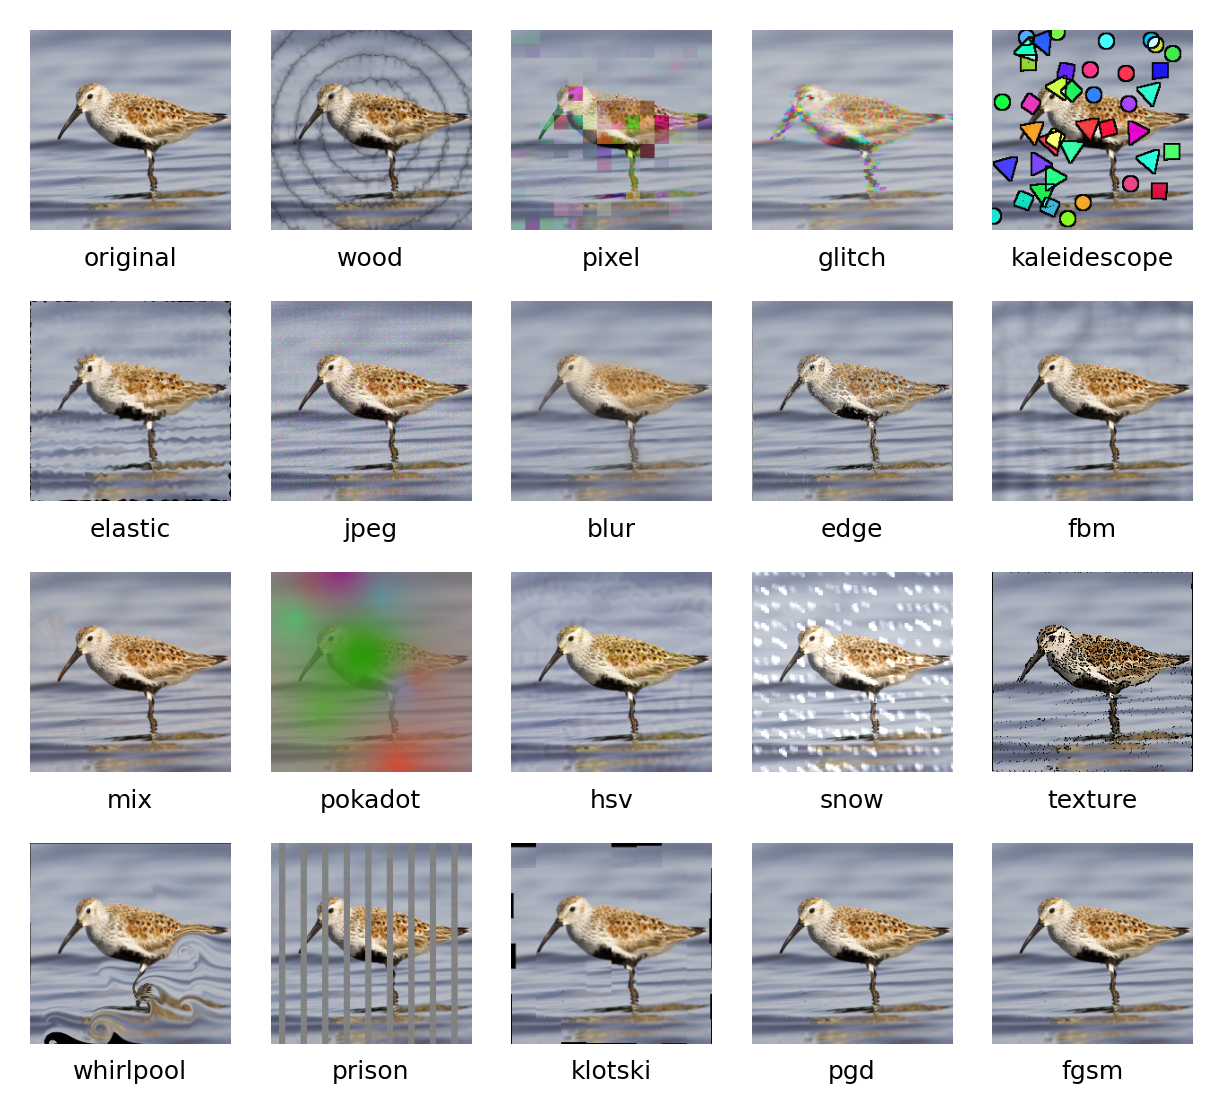 original
wood
pixel
glitch
kaleidescope
elastic
jpeg
blur
edge
fbm
mix
pokadot
hsv
snow
texture
whirlpool
prison
klotski
pgd
fgsm